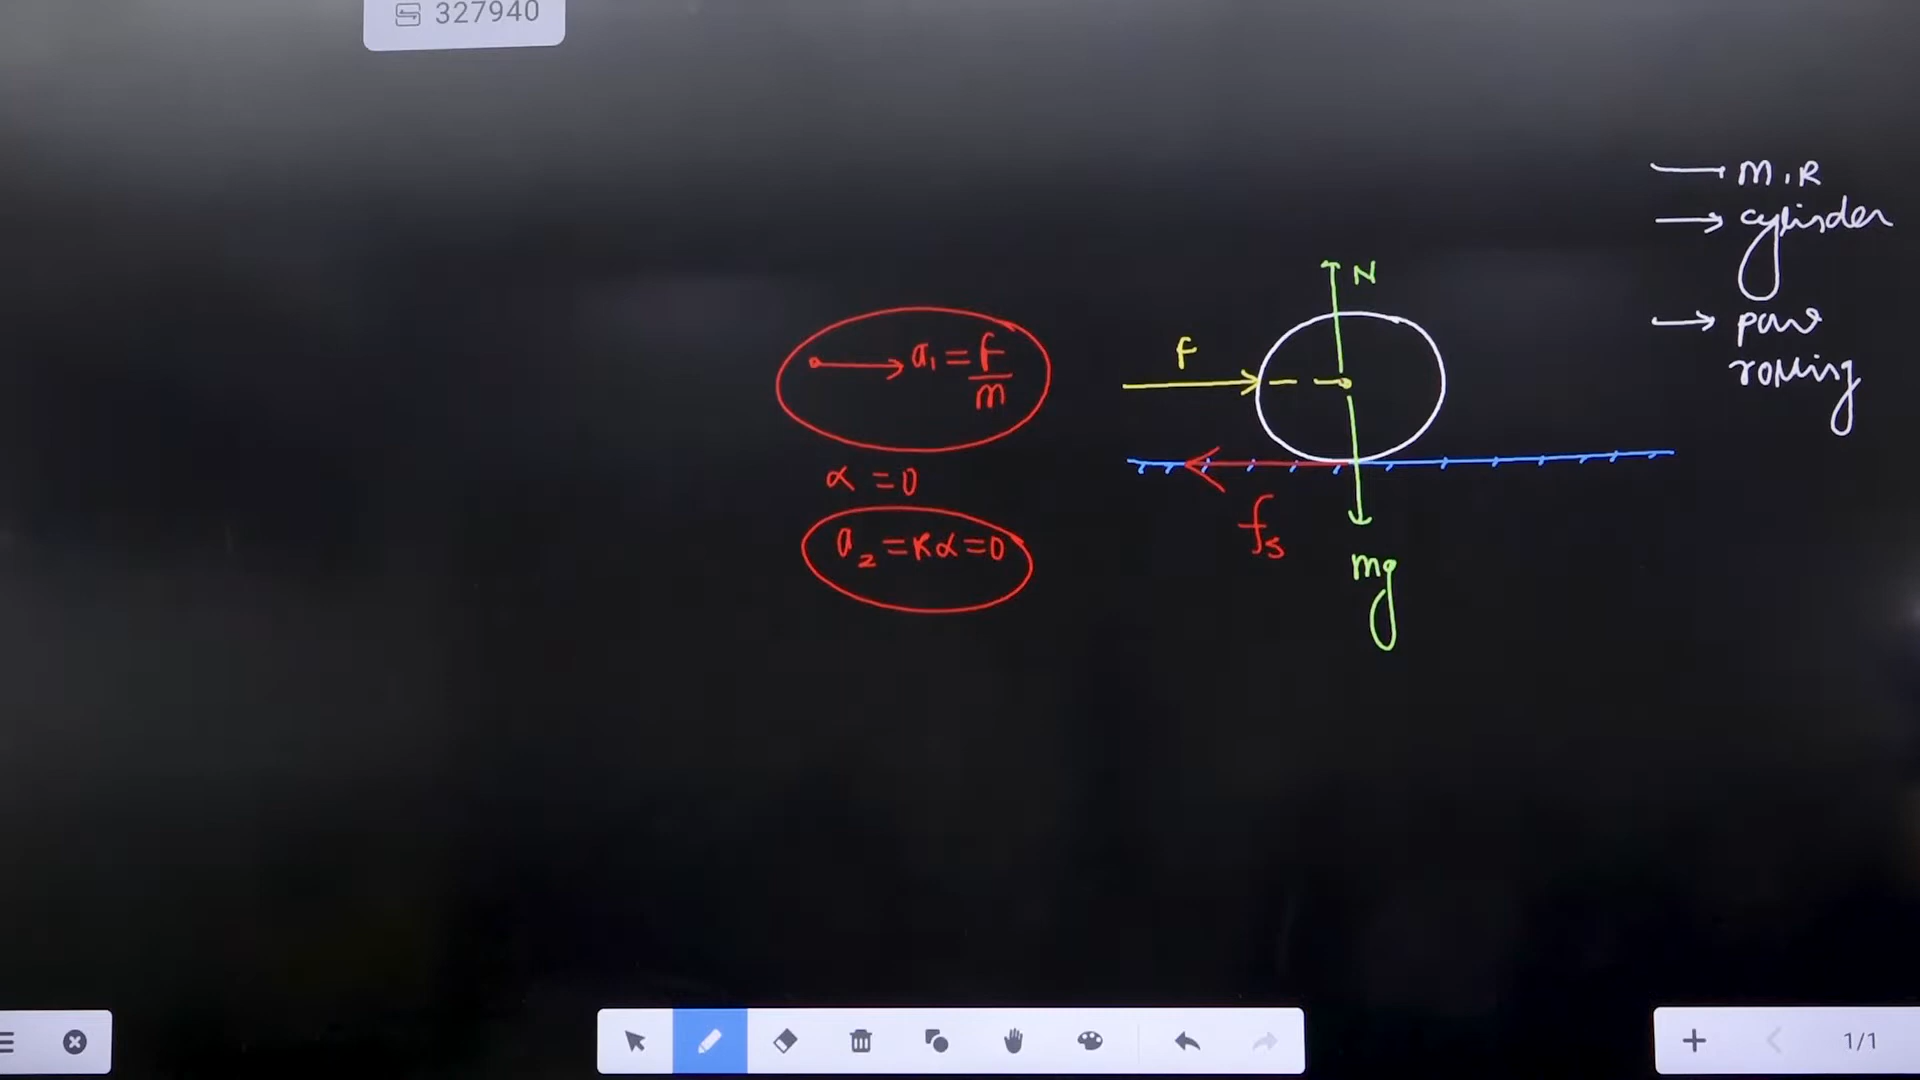 327940
M, R
cylinder
pure
rolling
N
F
a₁ = F/m
α = 0
a₂ = Rα = 0
fs
mg
1/1